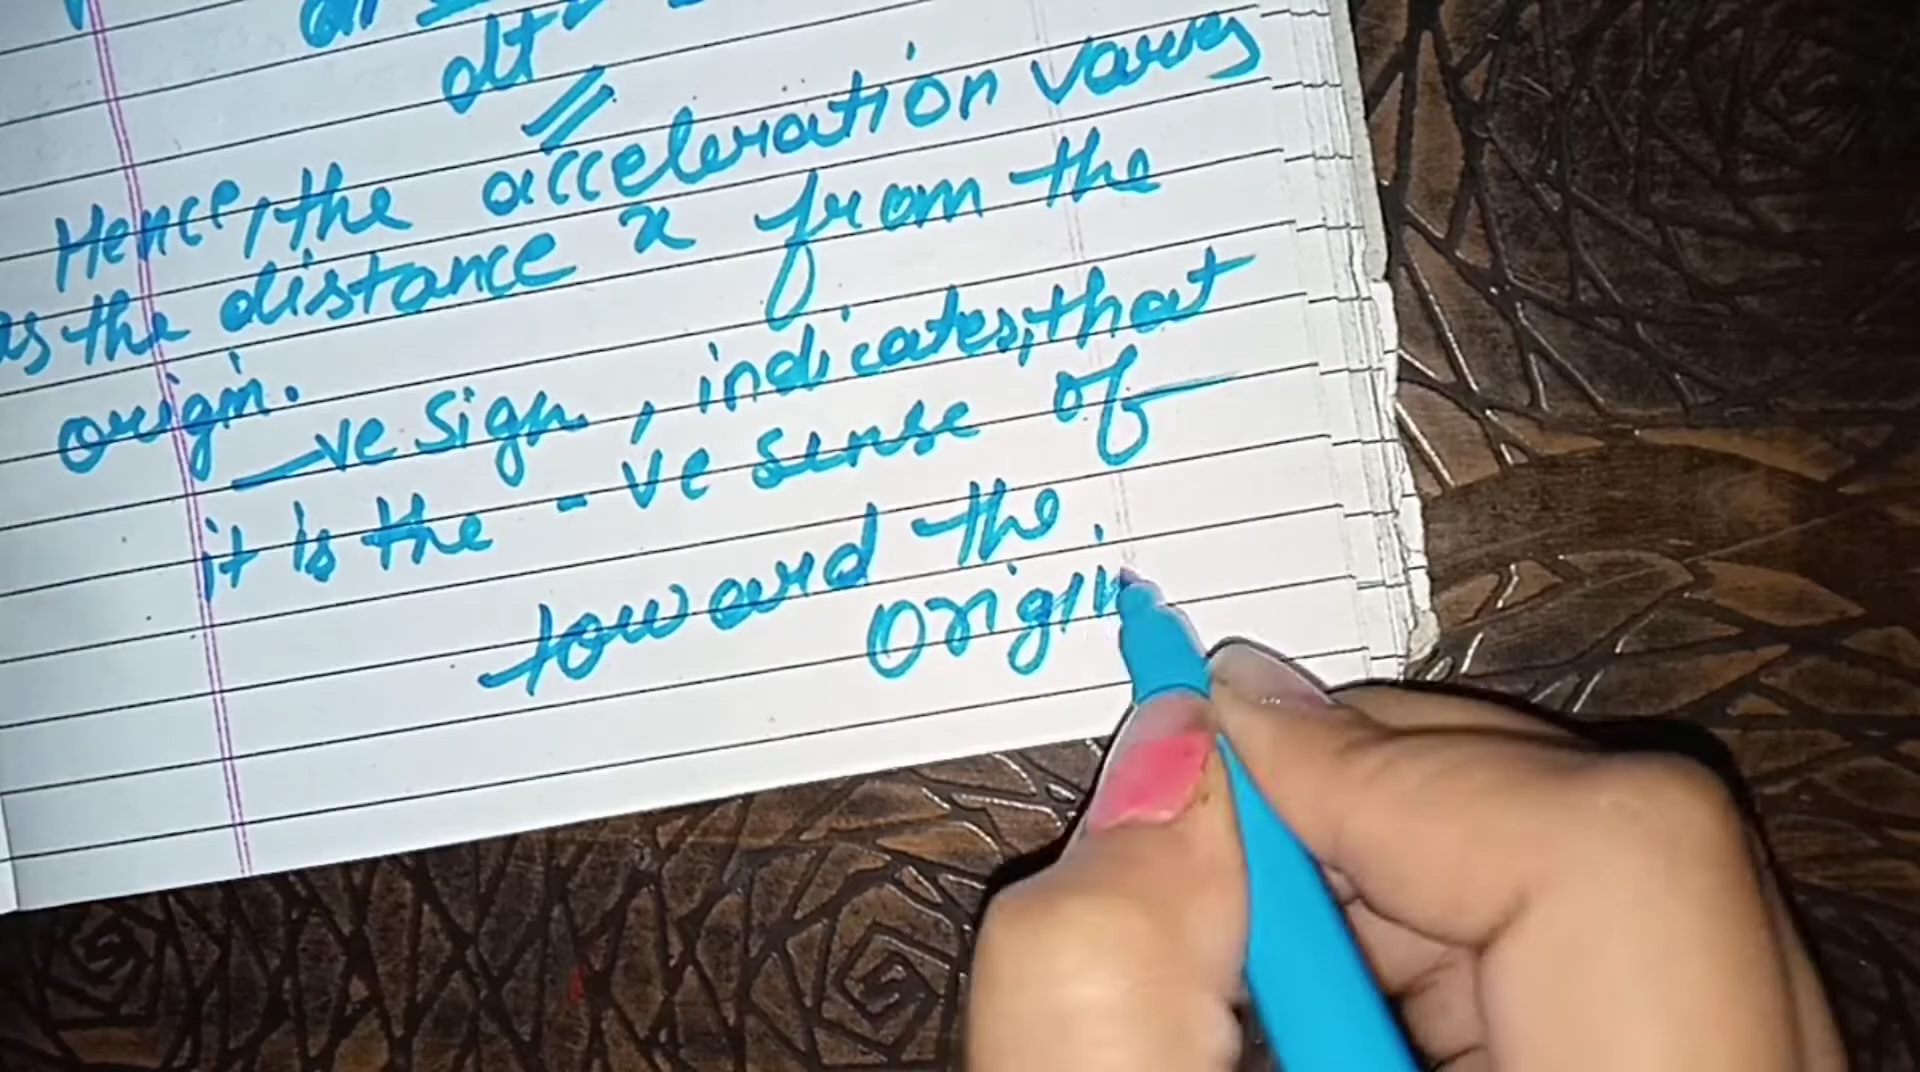 dt
Hence, the acceleration varies
as the distance x from the
origin.
-ve sign, indicates, that
it is the -ve sense of
toward the
origin